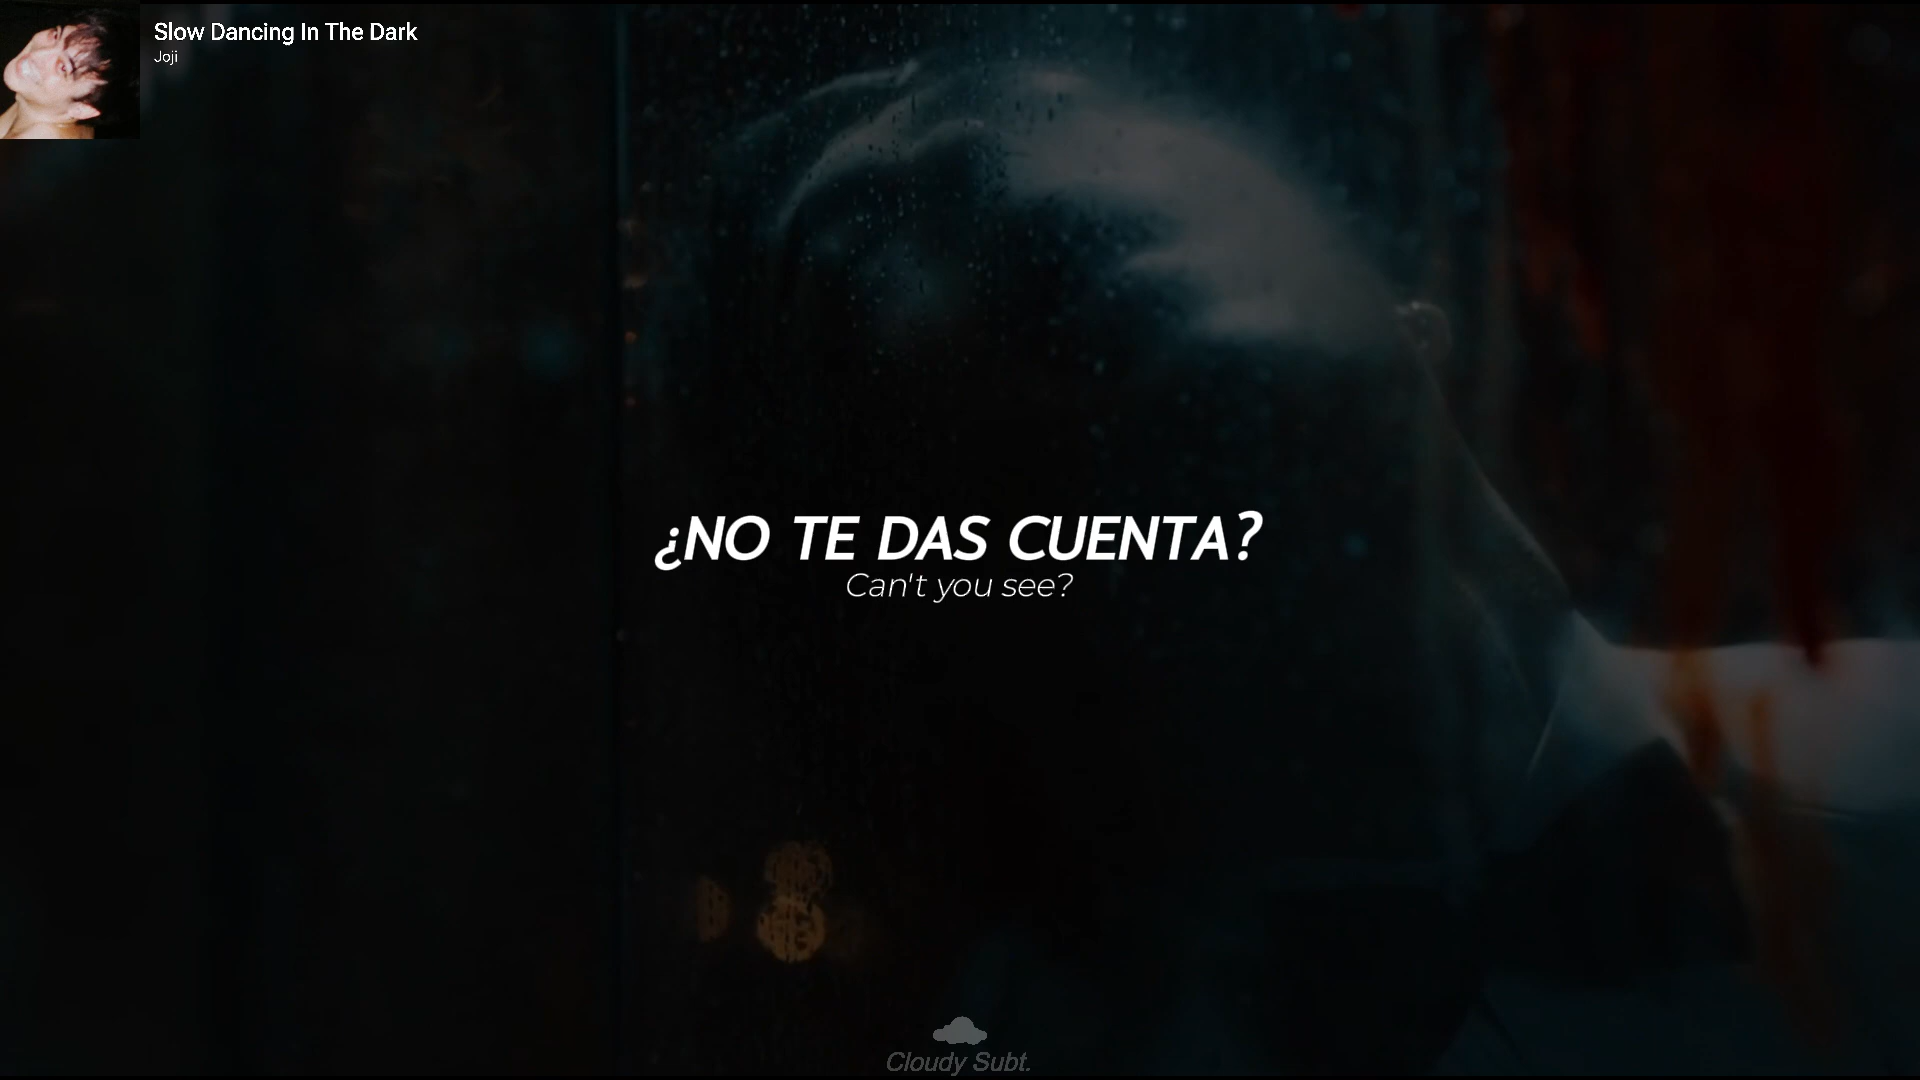 Slow Dancing In The Dark
Joji
¿NO TE DAS CUENTA?
Can't you see?
Cloudy Subt.